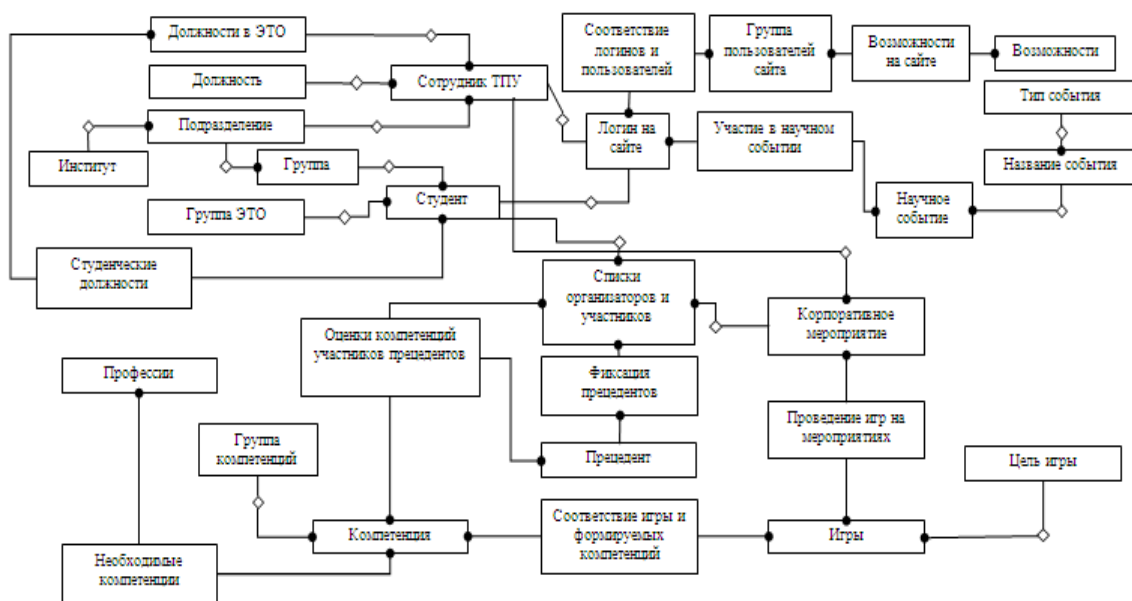 Должности в ЭТО
Соответствие
логинов и
пользователей
Группа
пользователей
сайта
Возможности
на сайте
Возможности
Должность
Сотрудник ТПУ
Тип события
Подразделение
Логин на
сайте
Участие в научном
событии
Институт
Группа
Название события
Группа ЭТО
Студент
Научное
событие
Студенческие
должности
Списки
организаторов и
участников
Корпоративное
мероприятие
Оценки компетенций
участников прецедентов
Профессии
Фиксация
прецедентов
Проведение игр на
мероприятиях
Группа
компетенций
Прецедент
Цель игры
Компетенция
Соответствие игры и
формируемых
компетенций
Игры
Необходимые
компетенции